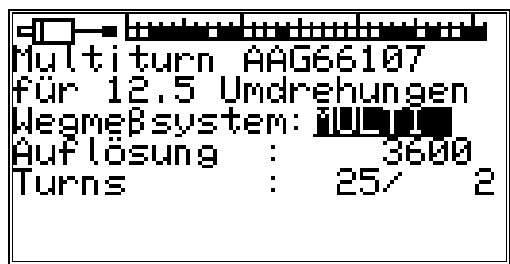 Multiturn AAG66107
für 12.5 Umdrehungen
Wegmeßsystem: MULTI
Auflösung : 3600
Turns : 25/ 2